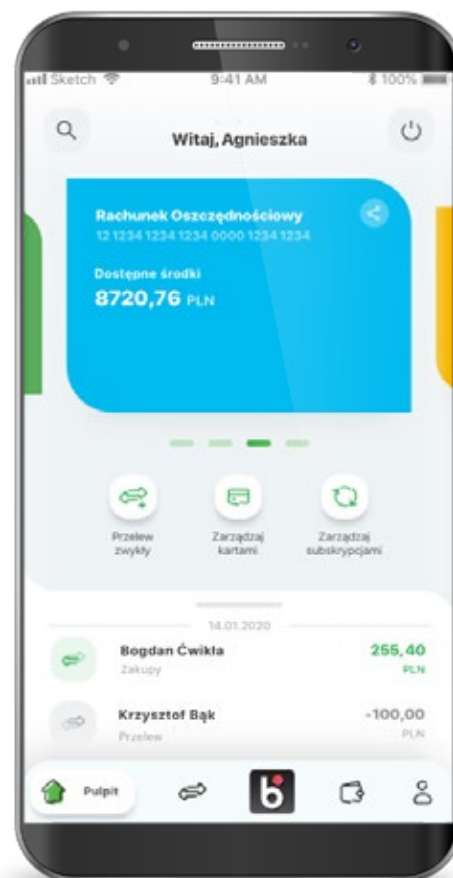 Sketch 9:41 AM 100%
Witaj, Agnieszka
Rachunek Oszczędnościowy
12 1234 1234 1234 0000 1234 1234
Dostępne środki
8720,76 PLN
Przelew zwykły
Zarządzaj kartami
Zarządzaj subskrypcjami
14.01.2020
Bogdan Ćwikła 255,40
Zakupy PLN
Krzysztof Bąk -100,00
Przelew PLN
Pulpit
b